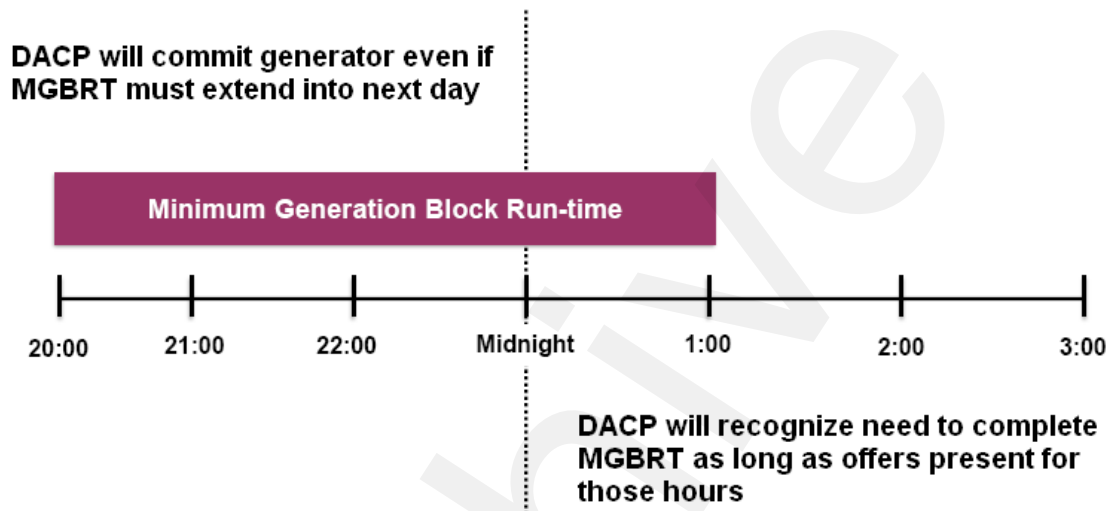 DACP will commit generator even if
MGBRT must extend into next day
Minimum Generation Block Run-time
20:00 21:00 22:00 Midnight 1:00 2:00 3:00
DACP will recognize need to complete
MGBRT as long as offers present for
those hours